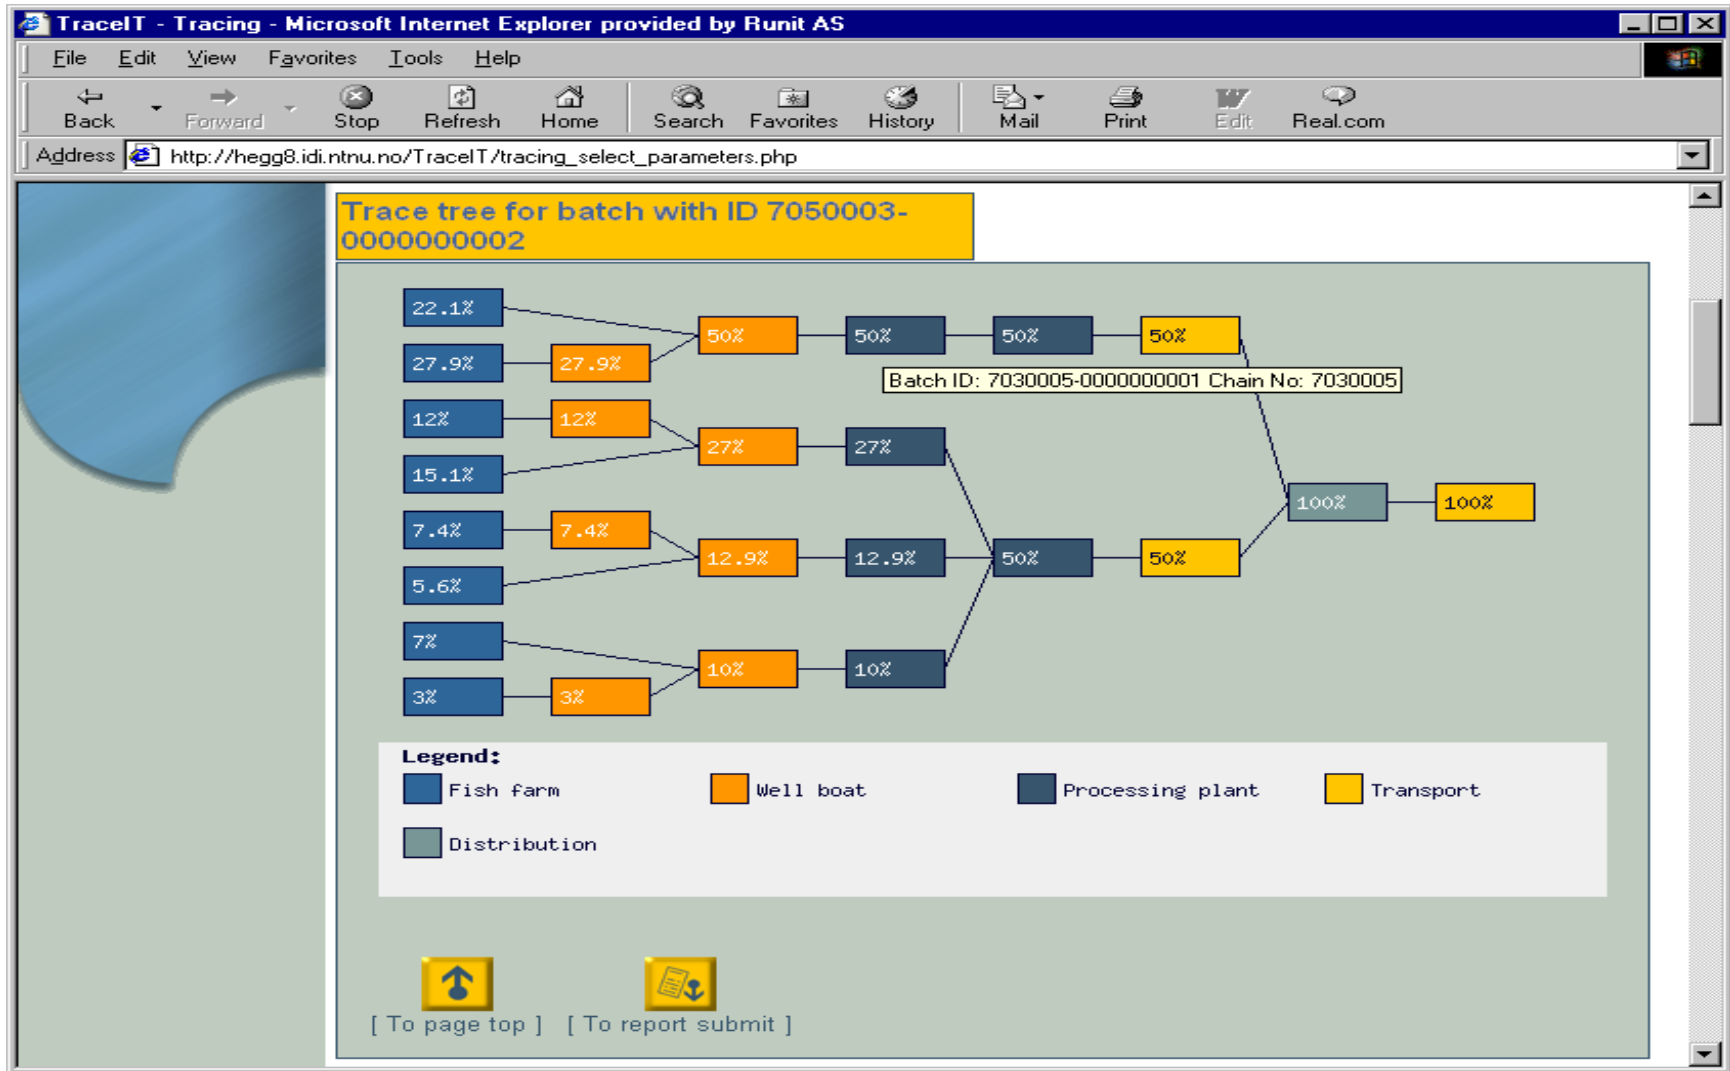 TraceIT - Tracing - Microsoft Internet Explorer provided by Runit AS
File Edit View Favorites Tools Help
Back Forward Stop Refresh Home Search Favorites History Mail Print Edit Real.com
Address http://hegg8.idi.ntnu.no/TraceIT/tracing_select_parameters.php
Trace tree for batch with ID 7050003-
0000000002
22.1%
50% 50% 50% 50%
27.9% 27.9%
Batch ID: 7030005-0000000001 Chain No: 7030005
12% 12%
27% 27%
15.1%
100% 100%
7.4% 7.4%
12.9% 12.9% 50% 50%
5.6%
7%
10% 10%
3% 3%
Legend:
Fish farm Well boat Processing plant Transport
Distribution
[ To page top ] [ To report submit ]